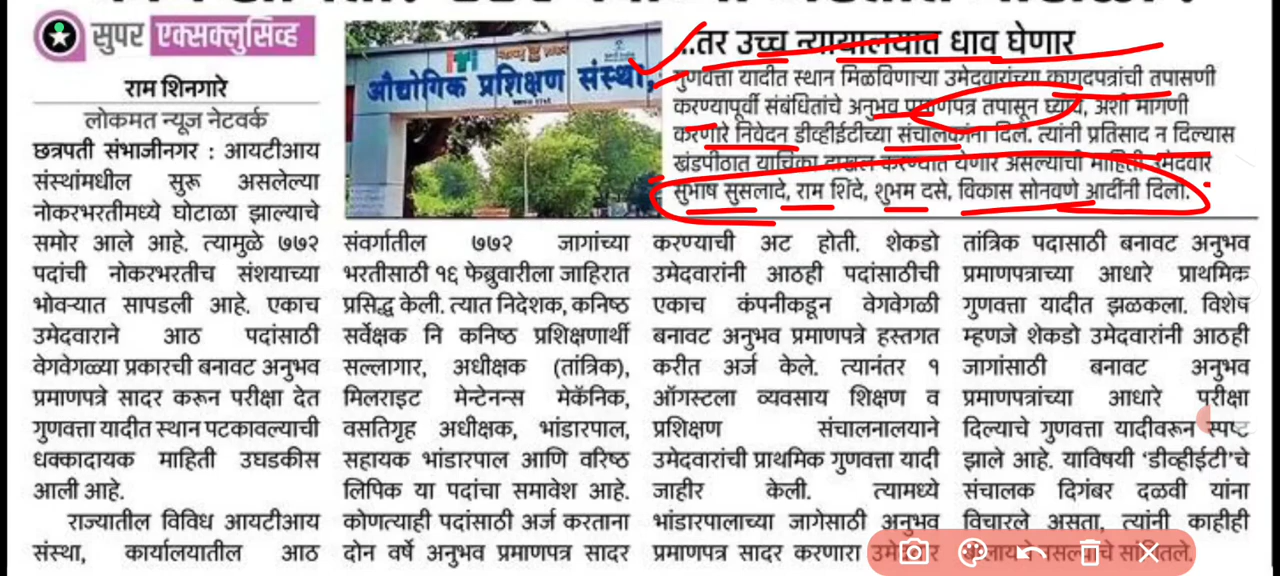 सुपर एक्सक्लुसिव्ह
राम शिनगारे
लोकमत न्यूज नेटवर्क
छत्रपती संभाजीनगर : आयटीआय
संस्थांमधील सुरू असलेल्या
नोकरभरतीमध्ये घोटाळा झाल्याचे
समोर आले आहे. त्यामुळे ७७२
पदांची नोकरभरतीच संशयाच्या
भोवऱ्यात सापडली आहे. एकाच
उमेदवाराने आठ पदांसाठी
वेगवेगळ्या प्रकारची बनावट अनुभव
प्रमाणपत्रे सादर करून परीक्षा देत
गुणवत्ता यादीत स्थान पटकावल्याची
धक्कादायक माहिती उघडकीस
आली आहे.
राज्यातील विविध आयटीआय
संस्था, कार्यालयातील आठ
औद्योगिक प्रशिक्षण संस्था,
...तर उच्च न्यायालयात धाव घेणार
गुणवत्ता यादीत स्थान मिळविणाऱ्या उमेदवारांच्या कागदपत्रांची तपासणी
करण्यापूर्वी संबंधितांचे अनुभव प्रमाणपत्र तपासून घ्यावे, अशी मागणी
करणारे निवेदन डीव्हीईटीच्या संचालकांना दिले. त्यांनी प्रतिसाद न दिल्यास
खंडपीठात याचिका दाखल करण्यात येणार असल्याची माहिती उमेदवार
सुभाष सुसलादे, राम शिंदे, शुभम दसे, विकास सोनवणे आदींनी दिली.
संवर्गातील ७७२ जागांच्या
भरतीसाठी १६ फेब्रुवारीला जाहिरात
प्रसिद्ध केली. त्यात निदेशक, कनिष्ठ
सर्वेक्षक नि कनिष्ठ प्रशिक्षणार्थी
सल्लागार, अधीक्षक (तांत्रिक),
मिलराइट मेन्टेनन्स मेकॅनिक,
वसतिगृह अधीक्षक, भांडारपाल,
सहायक भांडारपाल आणि वरिष्ठ
लिपिक या पदांचा समावेश आहे.
कोणत्याही पदांसाठी अर्ज करताना
दोन वर्षे अनुभव प्रमाणपत्र सादर
करण्याची अट होती. शेकडो
उमेदवारांनी आठही पदांसाठीची
एकाच कंपनीकडून वेगवेगळी
बनावट अनुभव प्रमाणपत्रे हस्तगत
करीत अर्ज केले. त्यानंतर १
ऑगस्टला व्यवसाय शिक्षण व
प्रशिक्षण संचालनालयाने
उमेदवारांची प्राथमिक गुणवत्ता यादी
जाहीर केली. त्यामध्ये
भांडारपालाच्या जागेसाठी अनुभव
प्रमाणपत्र सादर करणारा उमेदवार
तांत्रिक पदासाठी बनावट अनुभव
प्रमाणपत्राच्या आधारे प्राथमिक
गुणवत्ता यादीत झळकला. विशेष
म्हणजे शेकडो उमेदवारांनी आठही
जागांसाठी बनावट अनुभव
प्रमाणपत्रांच्या आधारे परीक्षा
दिल्याचे गुणवत्ता यादीवरून स्पष्ट
झाले आहे. याविषयी 'डीव्हीईटी'चे
संचालक दिगंबर दळवी यांना
विचारले असता, त्यांनी काहीही
बोलायचे नसल्याचे सांगितले.